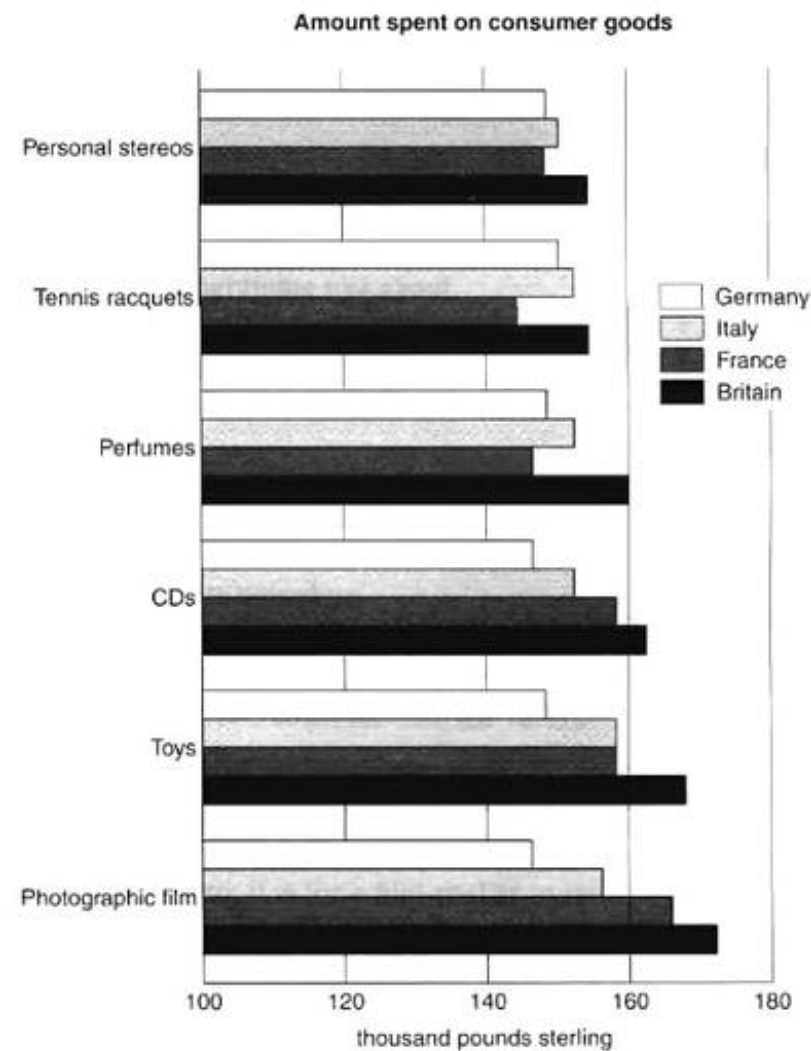 Amount spent on consumer goods
Personal stereos
Tennis racquets
Perfumes
CDs
Toys
Photographic film
Germany
Italy
France
Britain
100 120 140 160 180
thousand pounds sterling